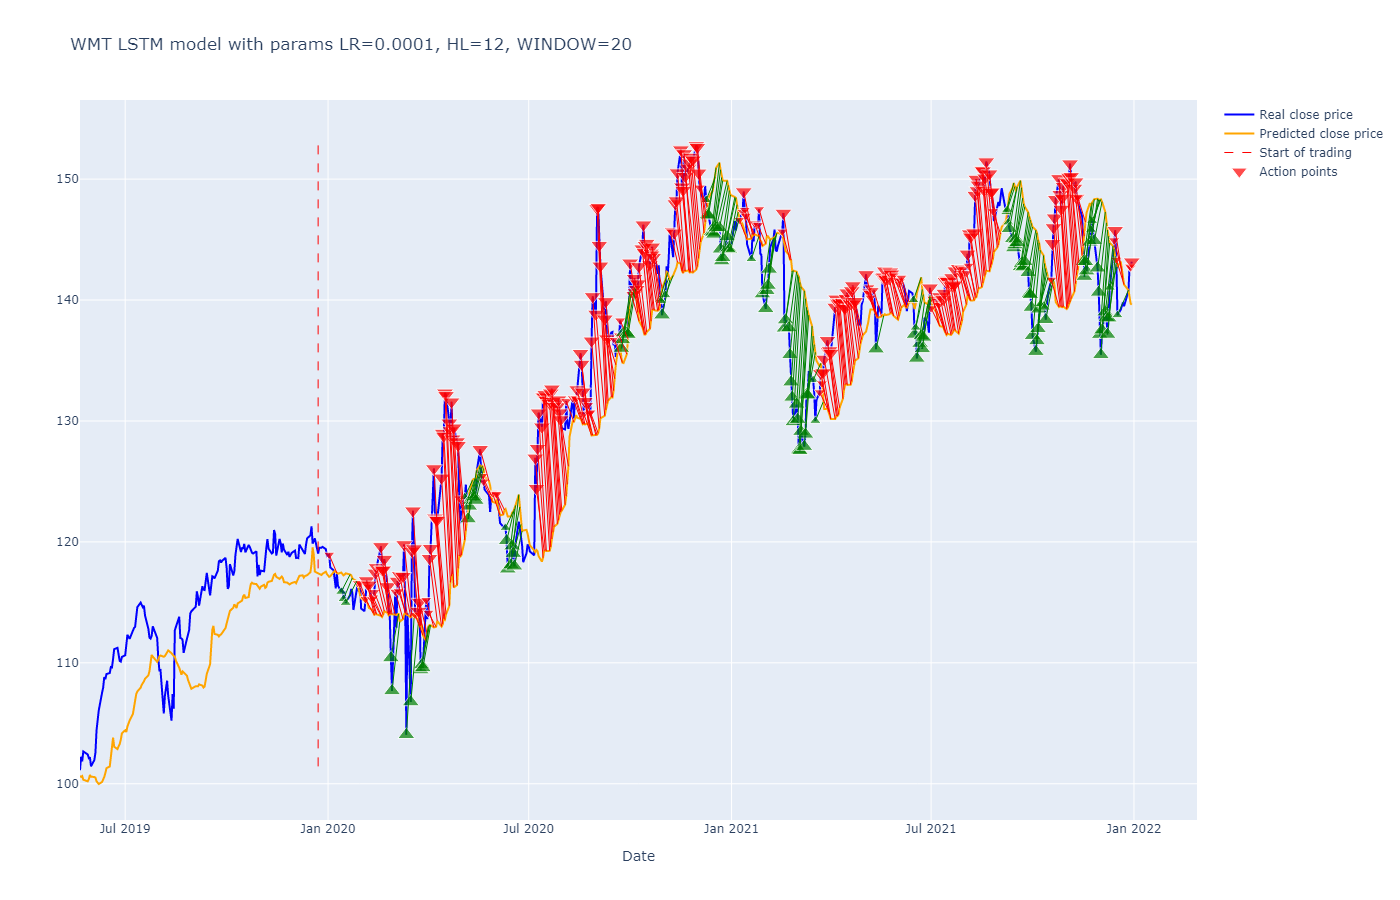 WMT LSTM model with params LR=0.0001, HL=12, WINDOW=20
Real close price
Predicted close price
Start of trading
Action points
150
140
130
120
110
100
Jul 2019
Jan 2020
Jul 2020
Jan 2021
Jul 2021
Jan 2022
Date